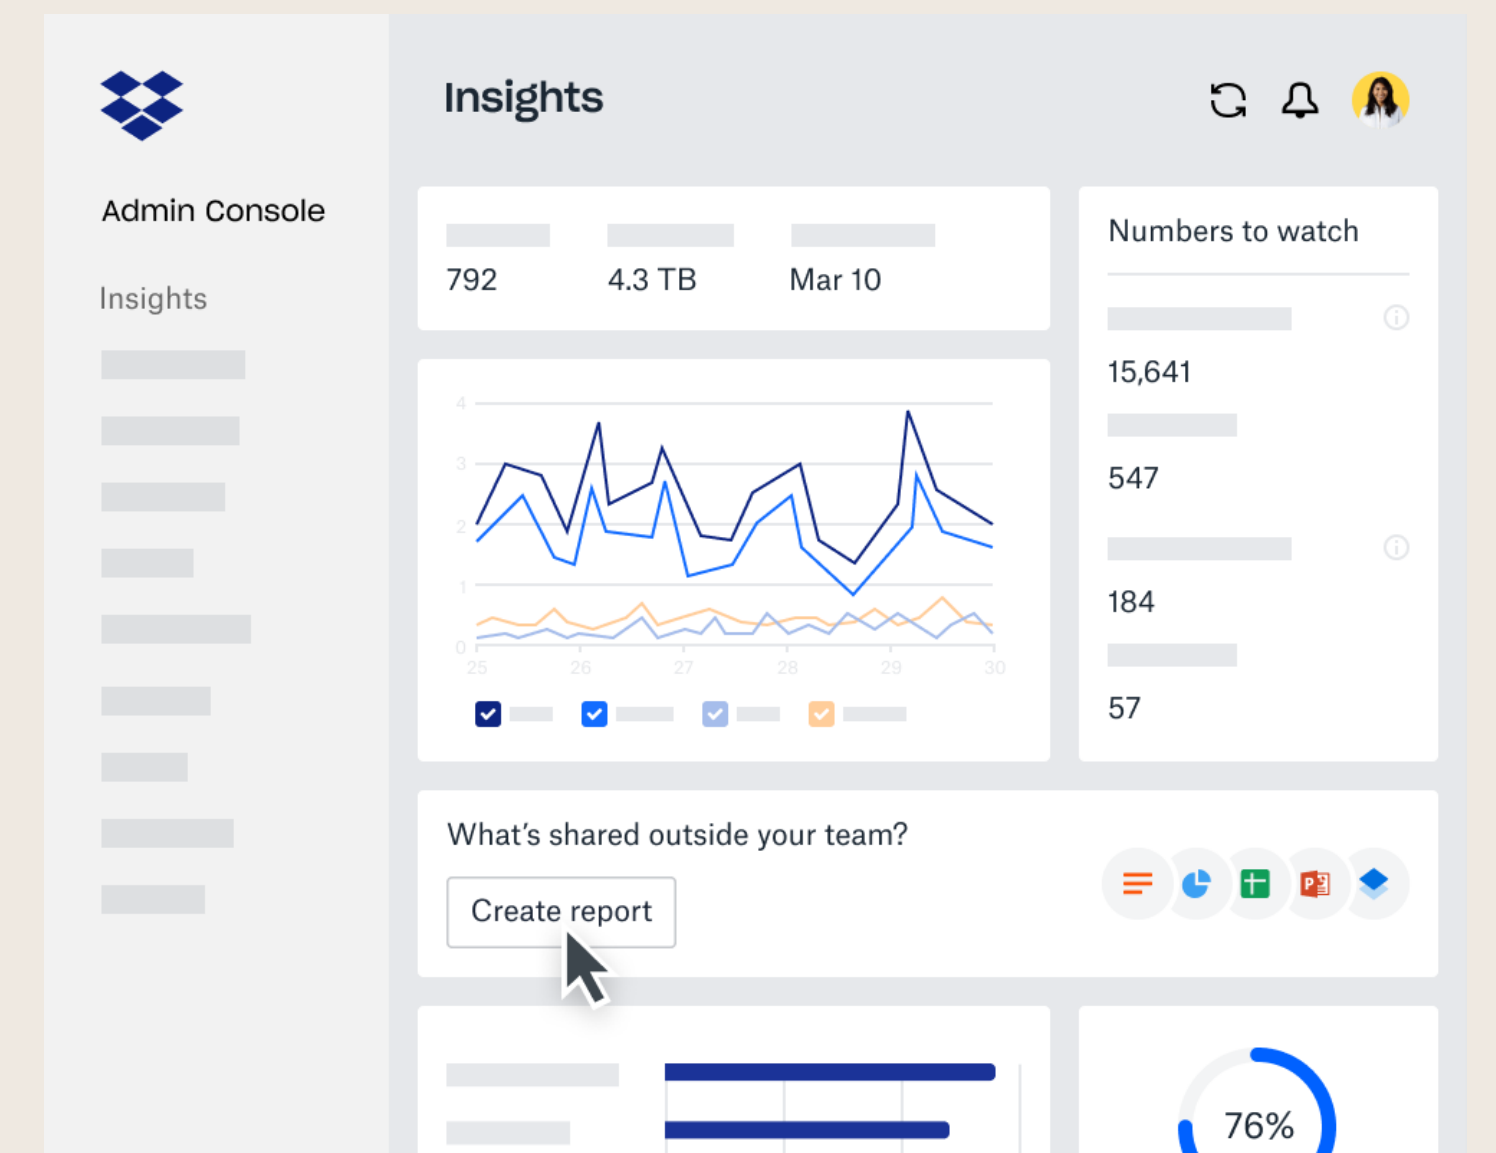 Insights
Admin Console
Insights
792
4.3 TB
Mar 10
4
3
2
1
0
25
26
27
28
29
30
Numbers to watch
15,641
547
184
57
What's shared outside your team?
Create report
P
76%